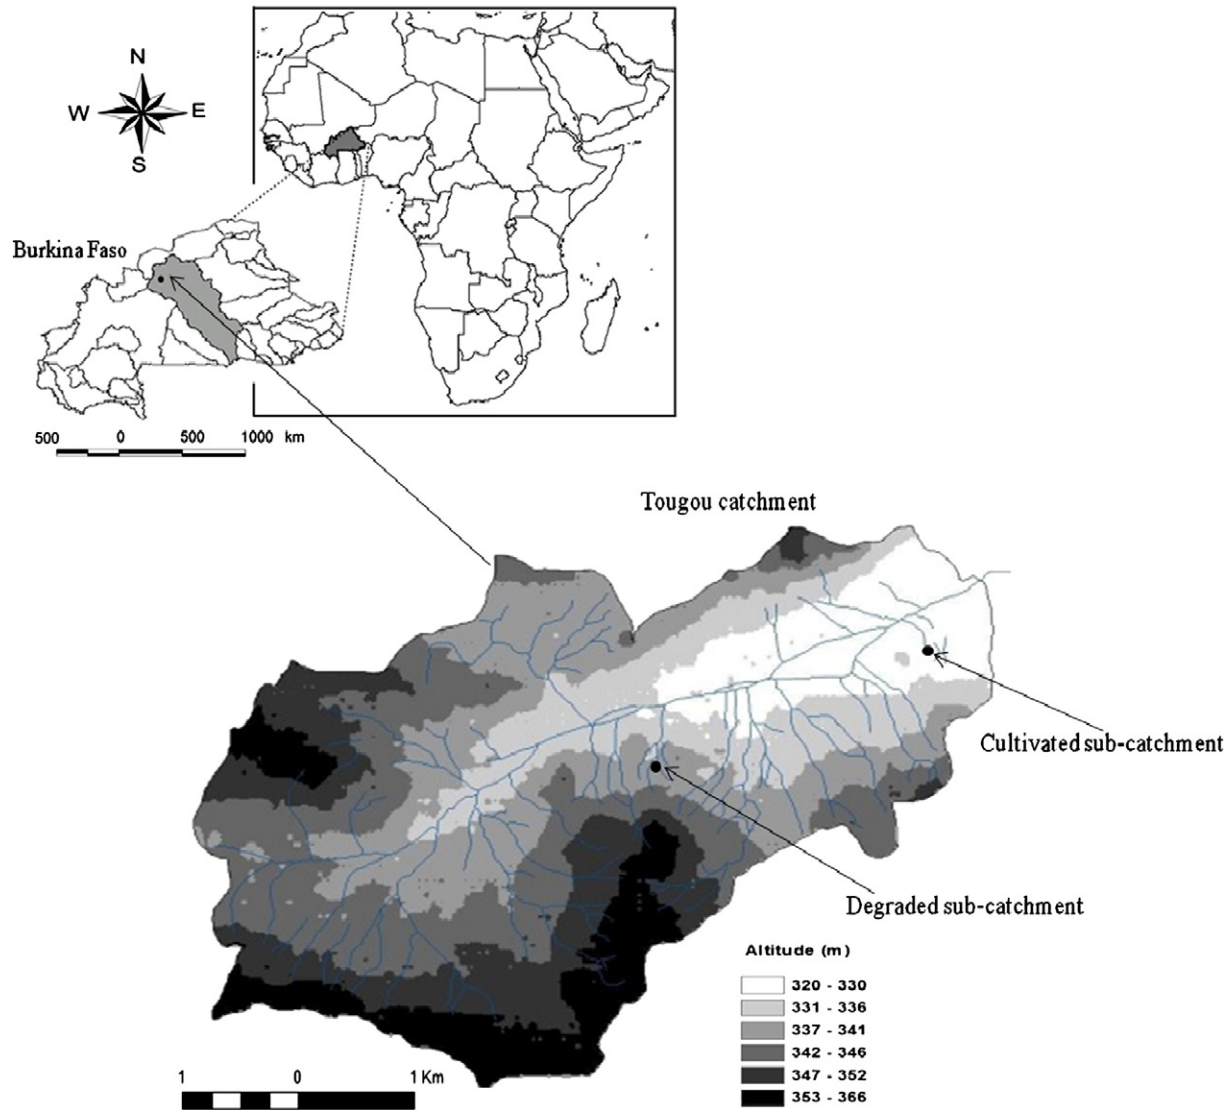 N
W E
S
Burkina Faso
500 0 500 1000 km
Tougou catchment
Cultivated sub-catchment
Degraded sub-catchment
Altitude (m)
320 - 330
331 - 336
337 - 341
342 - 346
347 - 352
353 - 366
1 0 1 Km